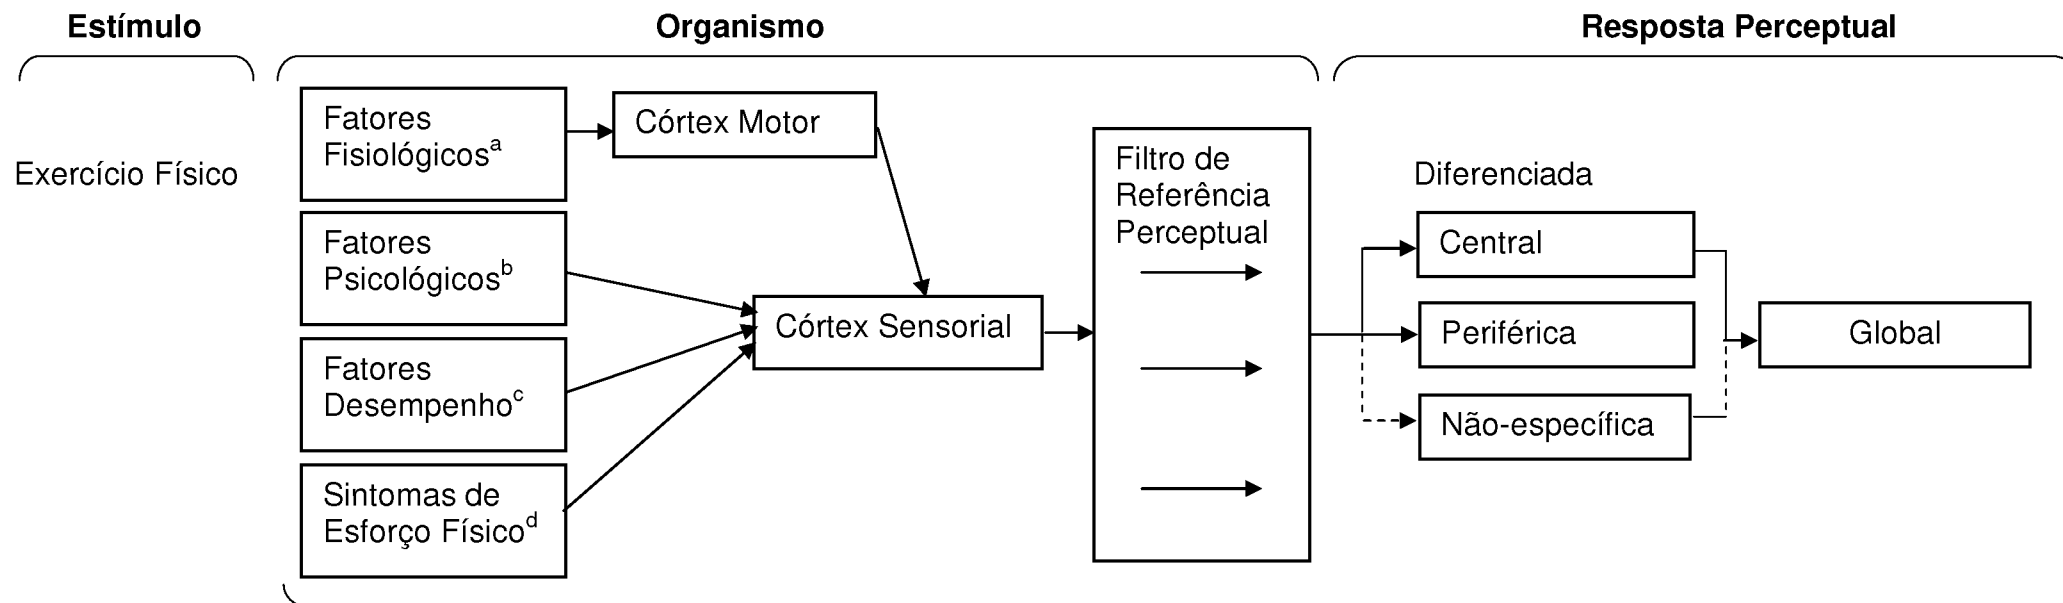 Estímulo
Organismo
Resposta Perceptual
Exercício Físico
Fatores
Fisiológicosᵃ
Córtex Motor
Fatores
Psicológicosᵇ
Fatores
Desempenhoᶜ
Sintomas de
Esforço Físicoᵈ
Córtex Sensorial
Filtro de
Referência
Perceptual
Diferenciada
Central
Periférica
Não-específica
Global